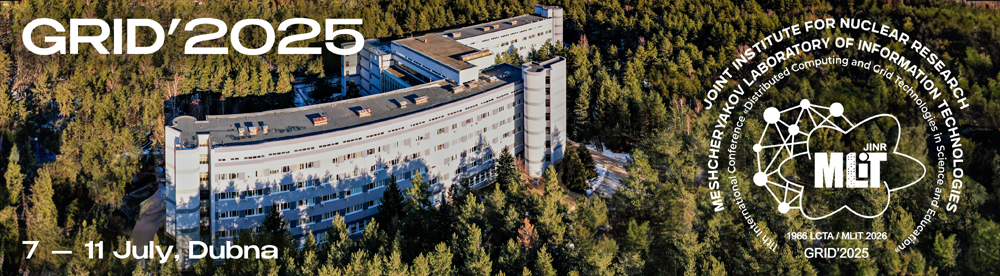 GRID'2025
7 — 11 July, Dubna
JOINT INSTITUTE FOR NUCLEAR RESEARCH
MESHCHERYAKOV LABORATORY OF INFORMATION TECHNOLOGIES
11th International Conference "Distributed Computing and Grid Technologies in Science and Education"
JINR
MLIT
1966 LCTA / MLIT 2026
GRID'2025